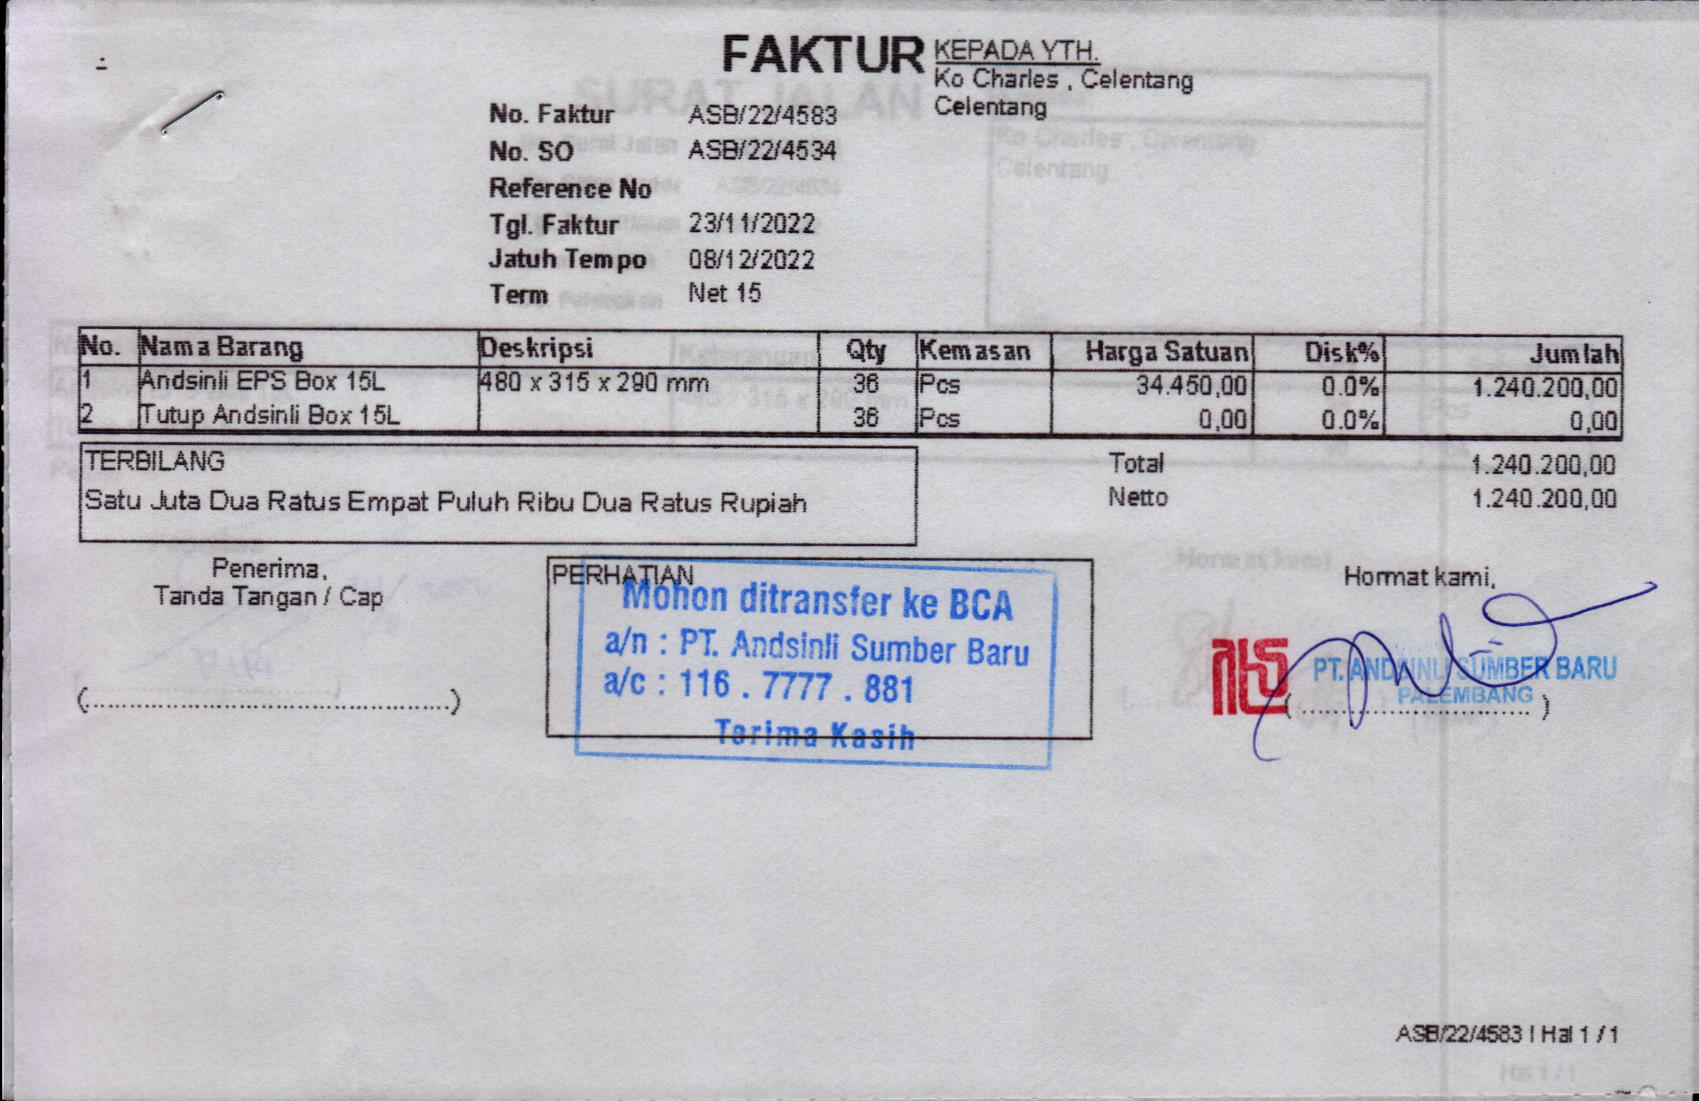 FAKTUR
KEPADA YTH.
Ko Charles , Celentang
Celentang
No. Faktur ASB/22/4583
No. SO ASB/22/4534
Reference No
Tgl. Faktur 23/11/2022
Jatuh Tempo 08/12/2022
Term Net 15
No. Nama Barang Deskripsi Qty Kemasan Harga Satuan Disk% Jumlah
1 Andsinli EPS Box 15L 480 x 315 x 290 mm 36 Pcs 34.450,00 0.0% 1.240.200,00
2 Tutup Andsinli Box 15L 36 Pcs 0,00 0.0% 0,00
TERBILANG
Satu Juta Dua Ratus Empat Puluh Ribu Dua Ratus Rupiah
Total 1.240.200,00
Netto 1.240.200,00
Penerima,
Tanda Tangan / Cap
(................................................)
PERHATIAN
Mohon ditransfer ke BCA
a/n : PT. Andsinli Sumber Baru
a/c : 116 . 7777 . 881
Terima Kasih
Hormat kami,
PT. ANDSINLI SUMBER BARU
PALEMBANG
(................................)
ASB/22/4583 | Hal 1 / 1